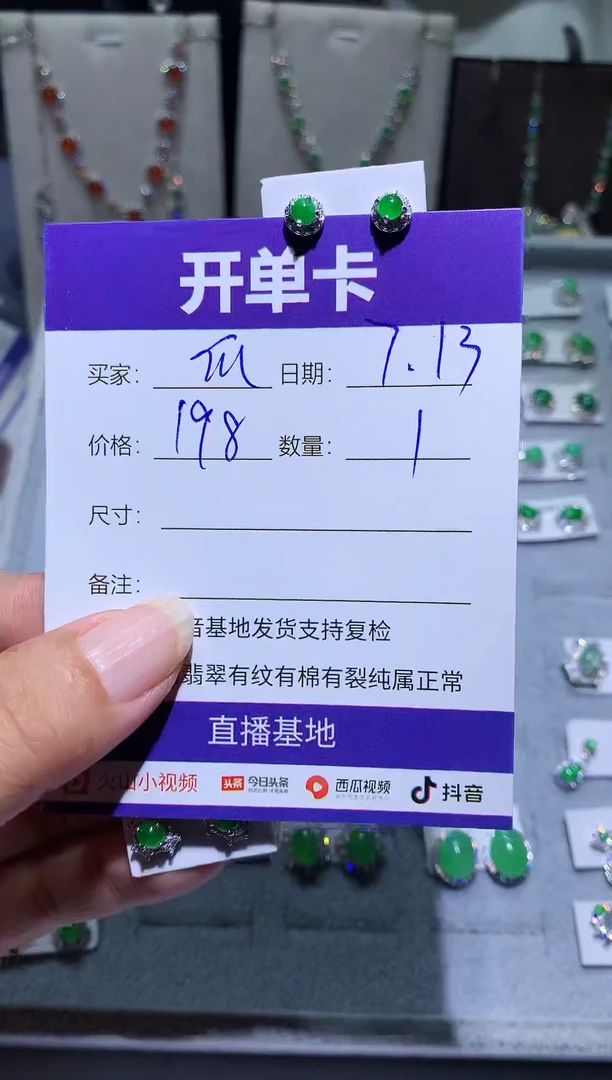 开单卡
买家： 日期：7.13
价格：198 数量：1
尺寸：
备注：
音基地发货支持复检
翡翠有纹有棉有裂纯属正常
直播基地
火山小视频 头条 今日头条 西瓜视频 抖音